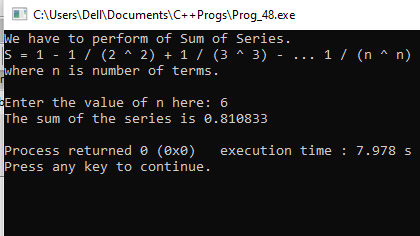 C:\Users\Dell\Documents\C++Progs\Prog_48.exe
We have to perform of Sum of Series.
S = 1 - 1 / (2 ^ 2) + 1 / (3 ^ 3) - ... 1 / (n ^ n)
where n is number of terms.
Enter the value of n here: 6
The sum of the series is 0.810833
Process returned 0 (0x0)   execution time : 7.978 s
Press any key to continue.